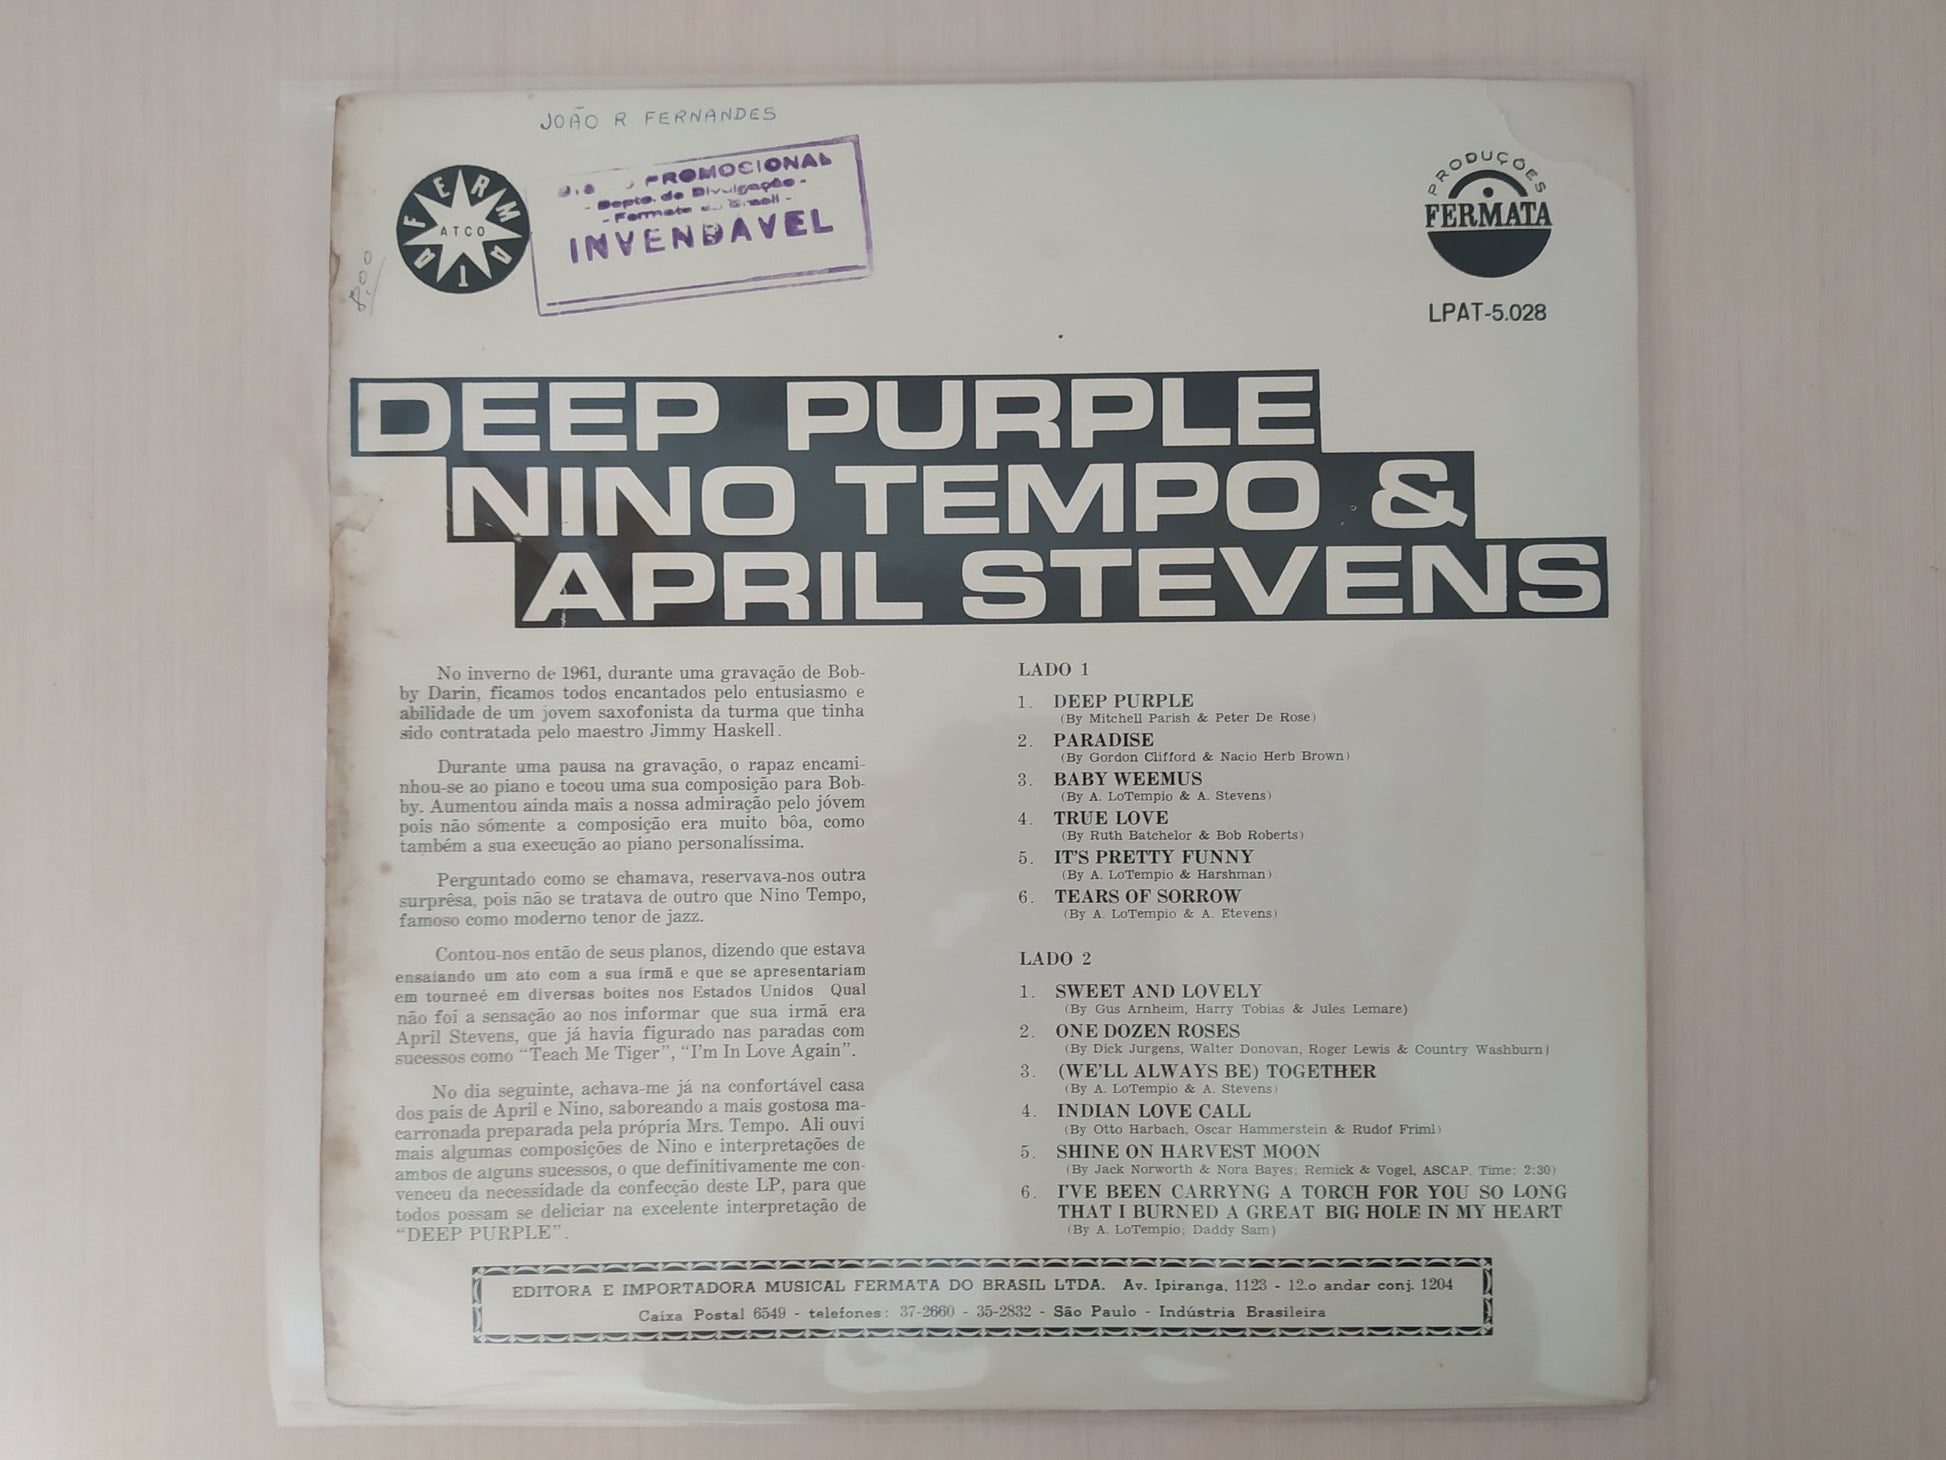 JOÃO R FERNANDES
FERMATA
ATCO
PROMOCIONAL
- Depto. de Divulgação -
- Fermata
INVENDAVEL
8,00
PRODUÇÕES
FERMATA
LPAT-5.028
DEEP PURPLE
NINO TEMPO &
APRIL STEVENS
No inverno de 1961, durante uma gravação de Bob-
by Darin, ficamos todos encantados pelo entusiasmo e
abilidade de um jovem saxofonista da turma que tinha
sido contratada pelo maestro Jimmy Haskell.
Durante uma pausa na gravação, o rapaz encami-
nhou-se ao piano e tocou uma sua composição para Bob-
by. Aumentou ainda mais a nossa admiração pelo jóvem
pois não sómente a composição era muito bôa, como
também a sua execução ao piano personalíssima.
Perguntado como se chamava, reservava-nos outra
surprêsa, pois não se tratava de outro que Nino Tempo,
famoso como moderno tenor de jazz.
Contou-nos então de seus planos, dizendo que estava
ensaiando um ato com a sua irmã e que se apresentariam
em tourneé em diversas boites nos Estados Unidos Qual
não foi a sensação ao nos informar que sua irmã era
April Stevens, que já havia figurado nas paradas com
sucessos como "Teach Me Tiger", "I'm In Love Again".
No dia seguinte, achava-me já na confortável casa
dos pais de April e Nino, saboreando a mais gostosa ma-
carronada preparada pela própria Mrs. Tempo. Ali ouvi
mais algumas composições de Nino e interpretações de
ambos de alguns sucessos, o que definitivamente me con-
venceu da necessidade da confecção deste LP, para que
todos possam se deliciar na excelente interpretação de
"DEEP PURPLE".
LADO 1
1. DEEP PURPLE
(By Mitchell Parish & Peter De Rose)
2. PARADISE
(By Gordon Clifford & Nacio Herb Brown)
3. BABY WEEMUS
(By A. LoTempio & A. Stevens)
4. TRUE LOVE
(By Ruth Batchelor & Bob Roberts)
5. IT'S PRETTY FUNNY
(By A. LoTempio & Harshman)
6. TEARS OF SORROW
(By A. LoTempio & A. Etevens)
LADO 2
1. SWEET AND LOVELY
(By Gus Arnheim, Harry Tobias & Jules Lemare)
2. ONE DOZEN ROSES
(By Dick Jurgens, Walter Donovan, Roger Lewis & Country Washburn)
3. (WE'LL ALWAYS BE) TOGETHER
(By A. LoTempio & A. Stevens)
4. INDIAN LOVE CALL
(By Otto Harbach, Oscar Hammerstein & Rudof Friml)
5. SHINE ON HARVEST MOON
(By Jack Norworth & Nora Bayes; Remick & Vogel, ASCAP. Time: 2:30)
6. I'VE BEEN CARRYNG A TORCH FOR YOU SO LONG
THAT I BURNED A GREAT BIG HOLE IN MY HEART
(By A. LoTempio; Daddy Sam)
EDITORA E IMPORTADORA MUSICAL FERMATA DO BRASIL LTDA. Av. Ipiranga, 1123 - 12.o andar conj. 1204
Caixa Postal 6549 - telefones: 37-2660 - 35-2832 - São Paulo - Indústria Brasileira